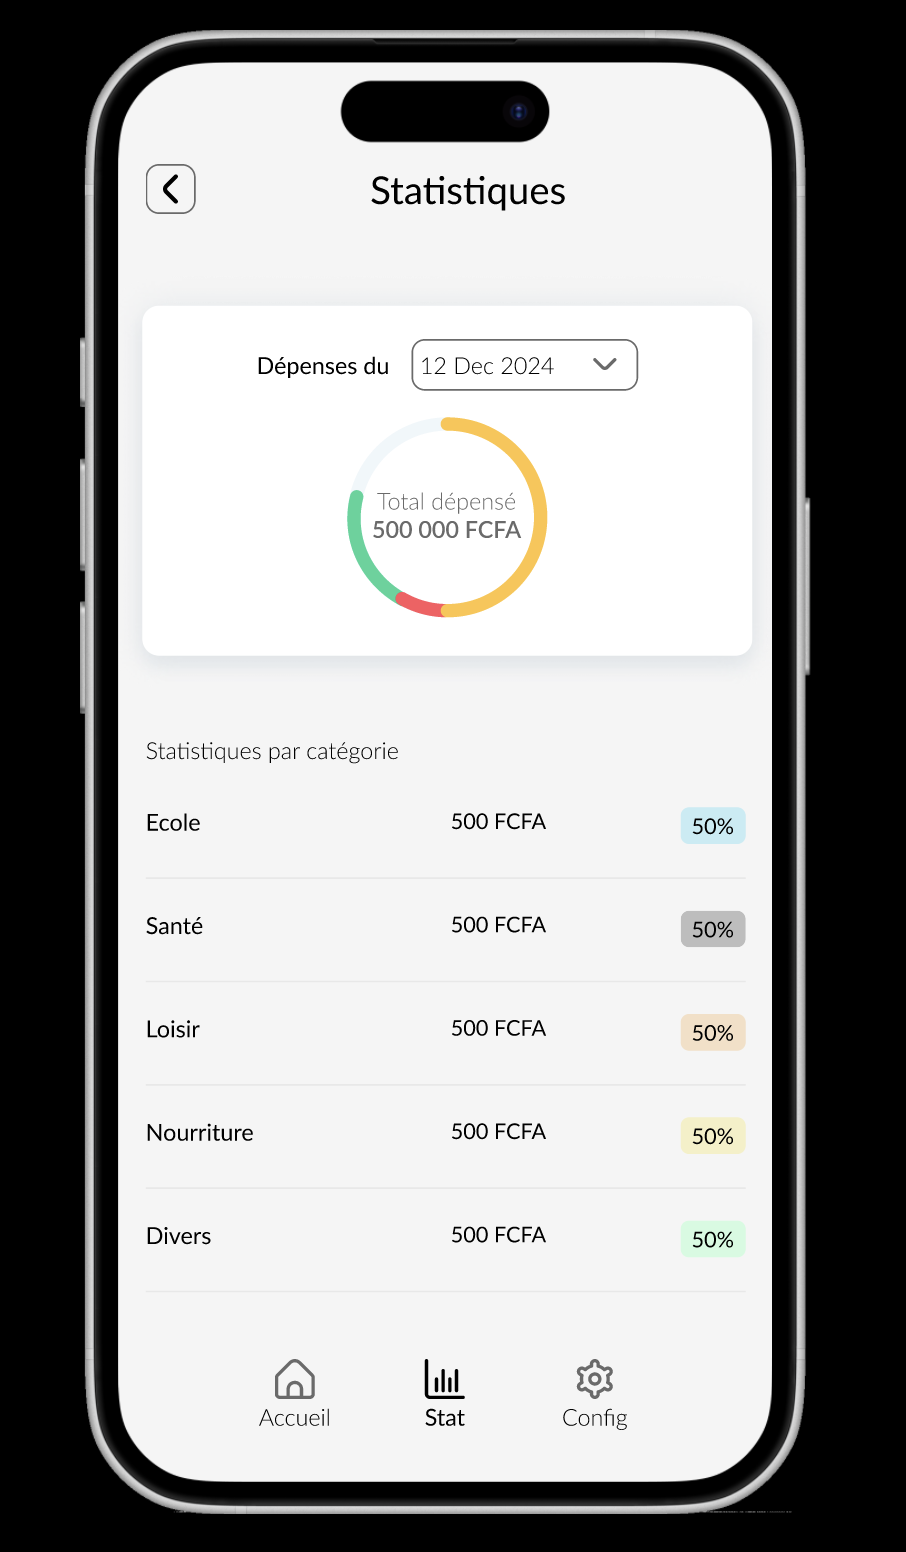 Statistiques
Dépenses du 12 Dec 2024
Total dépensé
500 000 FCFA
Statistiques par catégorie
Ecole 500 FCFA 50%
Santé 500 FCFA 50%
Loisir 500 FCFA 50%
Nourriture 500 FCFA 50%
Divers 500 FCFA 50%
Accueil Stat Config